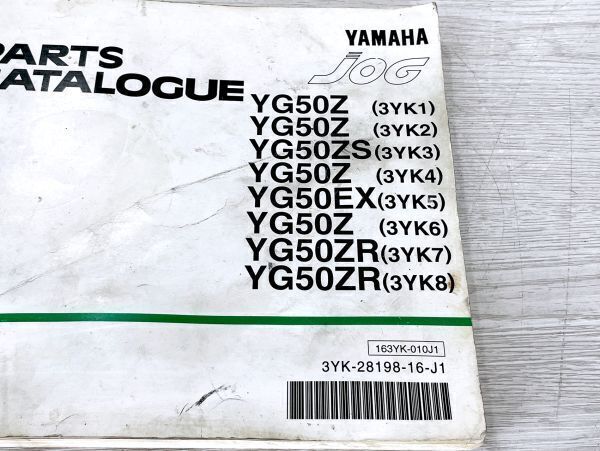 PARTS
CATALOGUE
YAMAHA
JOG
YG50Z (3YK1)
YG50Z (3YK2)
YG50ZS (3YK3)
YG50Z (3YK4)
YG50EX (3YK5)
YG50Z (3YK6)
YG50ZR (3YK7)
YG50ZR (3YK8)
163YK-010J1
3YK-28198-16-J1